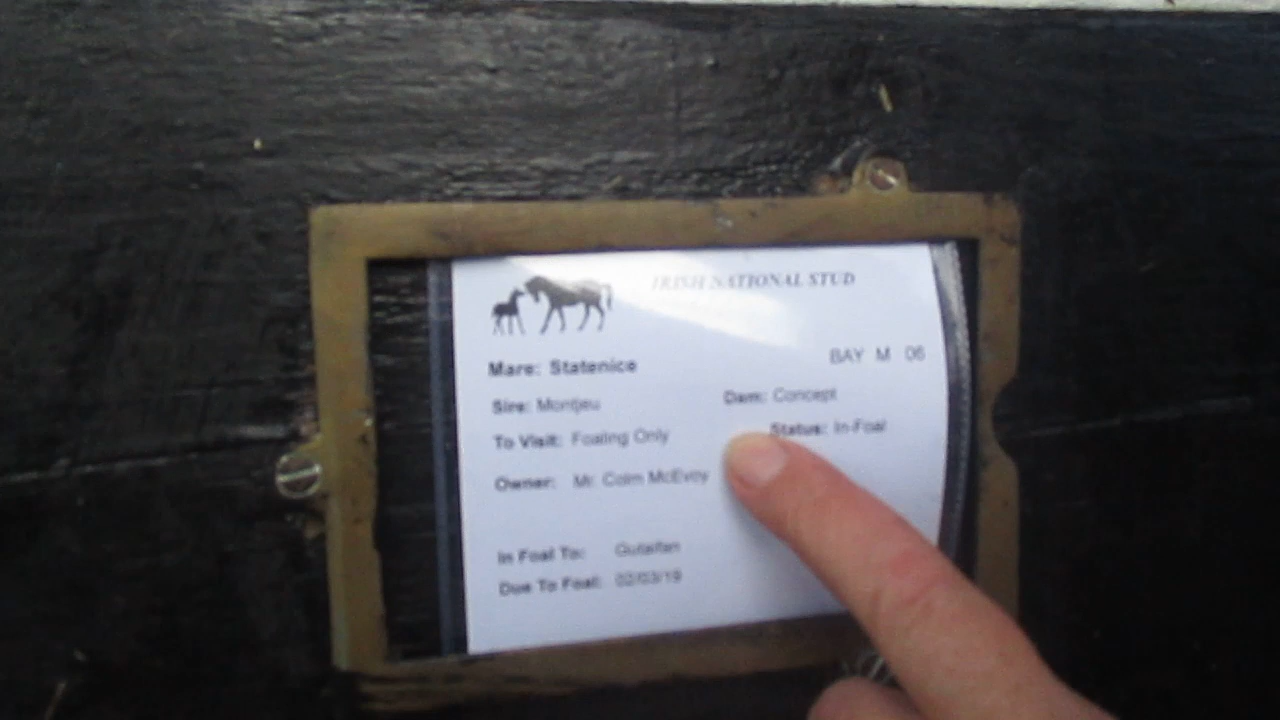 IRISH NATIONAL STUD
BAY M 06
Mare: Statenice
Sire: Montjeu Dam: Concept
To Visit: Foaling Only Status: In-Foal
Owner: Mr. Colm McEvoy
In Foal To: Gutaifan
Due To Foal: 02/03/19